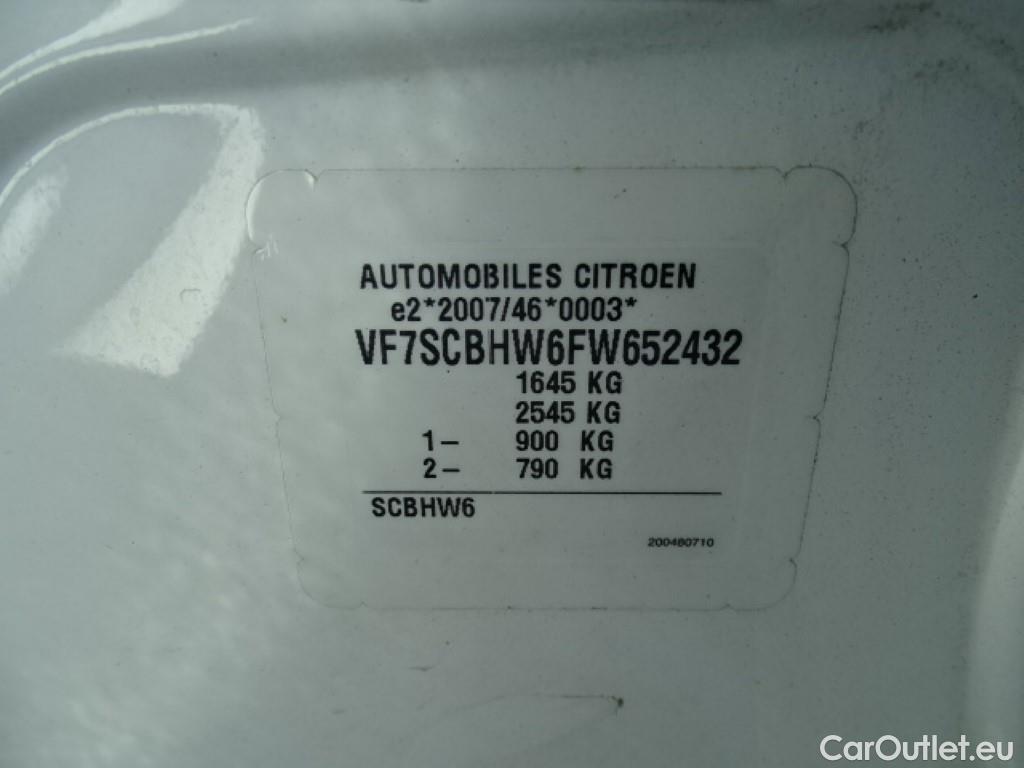 AUTOMOBILES CITROEN
e2*2007/46*0003*
VF7SCBHW6FW652432
1645 KG
2545 KG
1- 900 KG
2- 790 KG
SCBHW6
200480710
CarOutlet.eu